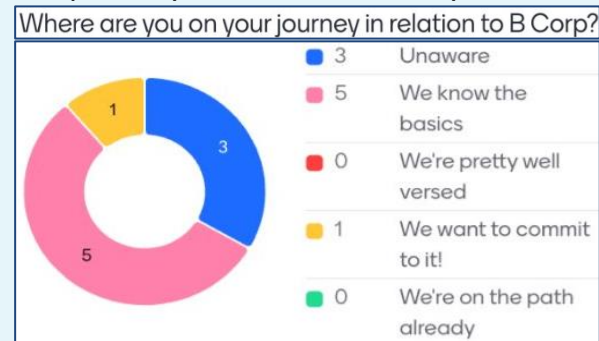 Where are you on your journey in relation to B Corp?
3 Unaware
5 We know the
basics
0 We're pretty well
versed
1 We want to commit
to it!
0 We're on the path
already
1
3
5